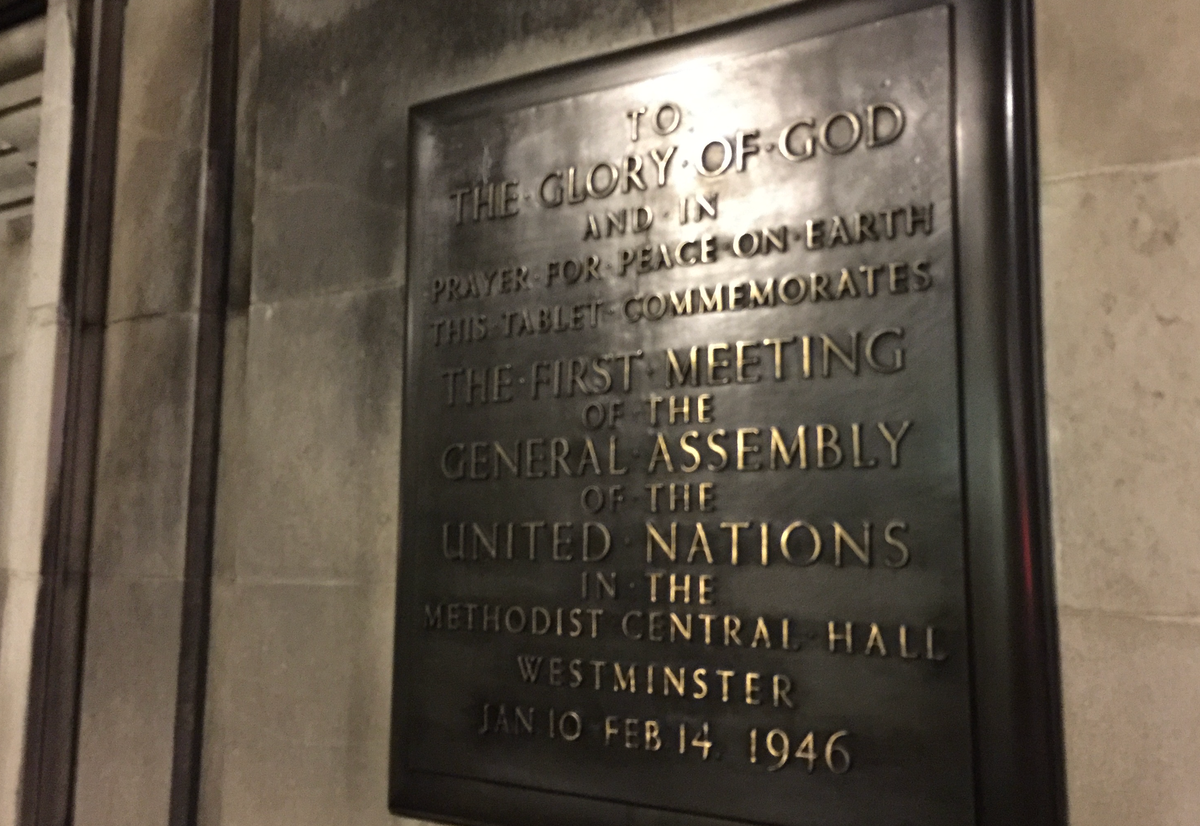 TO
THE·GLORY·OF·GOD
AND·IN
PRAYER·FOR·PEACE·ON·EARTH
THIS·TABLET·COMMEMORATES
THE·FIRST·MEETING
OF·THE
GENERAL·ASSEMBLY
OF·THE
UNITED·NATIONS
IN·THE
METHODIST CENTRAL·HALL
WESTMINSTER
JAN 10 FEB 14. 1946